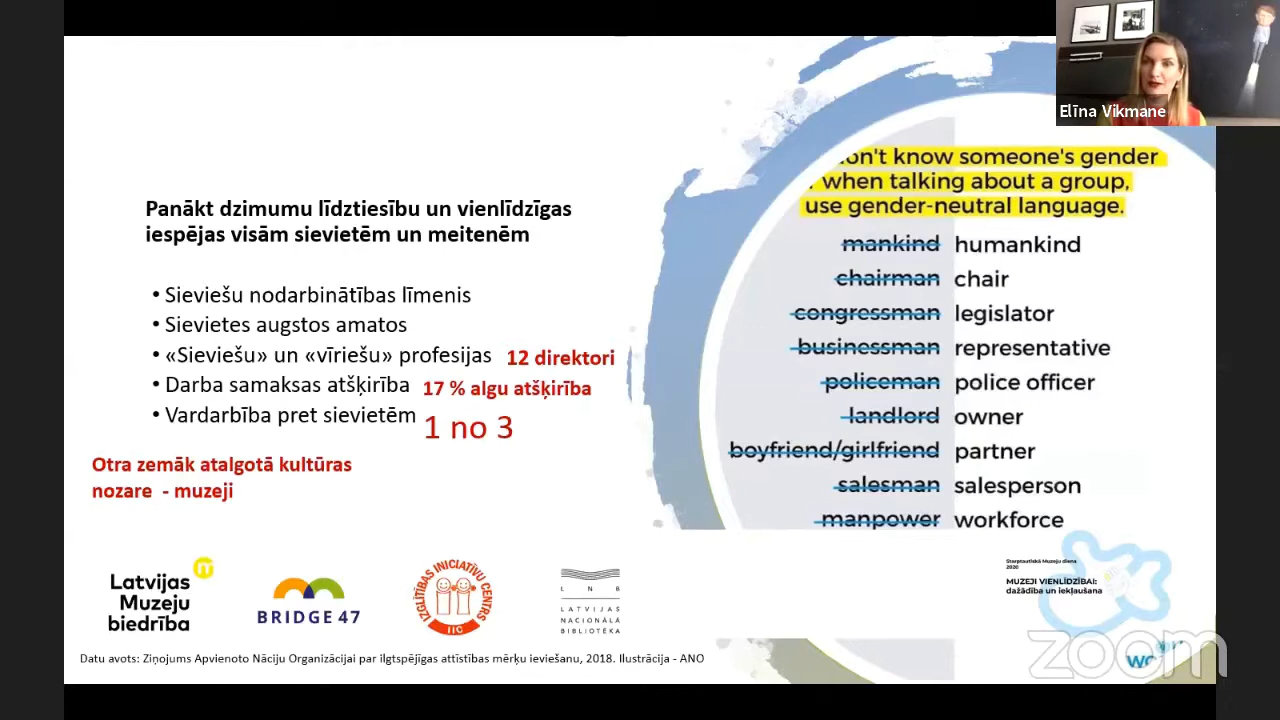 Elīna Vikmane
Panākt dzimumu līdztiesību un vienlīdzīgas
iespējas visām sievietēm un meitenēm
• Sieviešu nodarbinātības līmenis
• Sievietes augstos amatos
• «Sieviešu» un «vīriešu» profesijas 12 direktori
• Darba samaksas atšķirība 17 % algu atšķirība
• Vardarbība pret sievietēm 1 no 3
Otra zemāk atalgotā kultūras
nozare - muzeji
know someone's gender
when talking about a group,
use gender-neutral language.
mankind humankind
chairman chair
congressman legislator
businessman representative
policeman police officer
landlord owner
boyfriend/girlfriend partner
salesman salesperson
manpower workforce
Latvijas
Muzeju
biedrība
m
BRIDGE 47
IZGLĪTĪBAS INICIATĪVU CENTRS
IIC
L N B
LATVIJAS
NACIONĀLĀ
BIBLIOTĒKA
Starptautiskā Muzeju diena
2020
MUZEJI VIENLĪDZĪBAI:
dažādība un iekļaušana
zoom
Datu avots: Ziņojums Apvienoto Nāciju Organizācijai par ilgtspējīgas attīstības mērķu ieviešanu, 2018. Ilustrācija - ANO